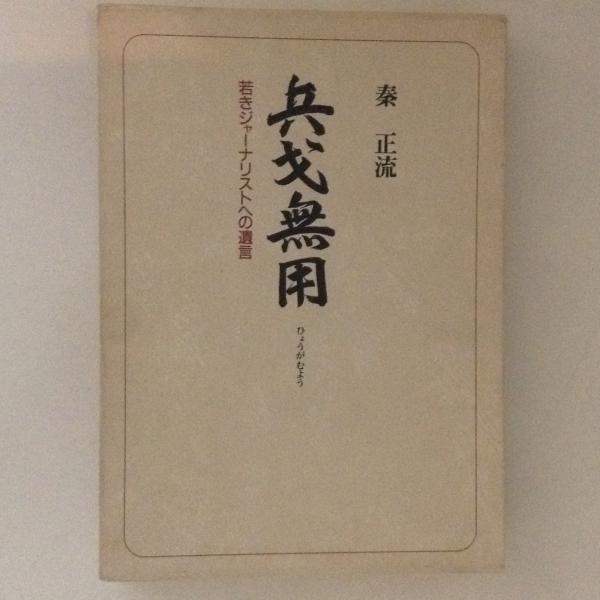 秦 正流
兵戈無用
ひょうがむよう
若きジャーナリストへの遺言